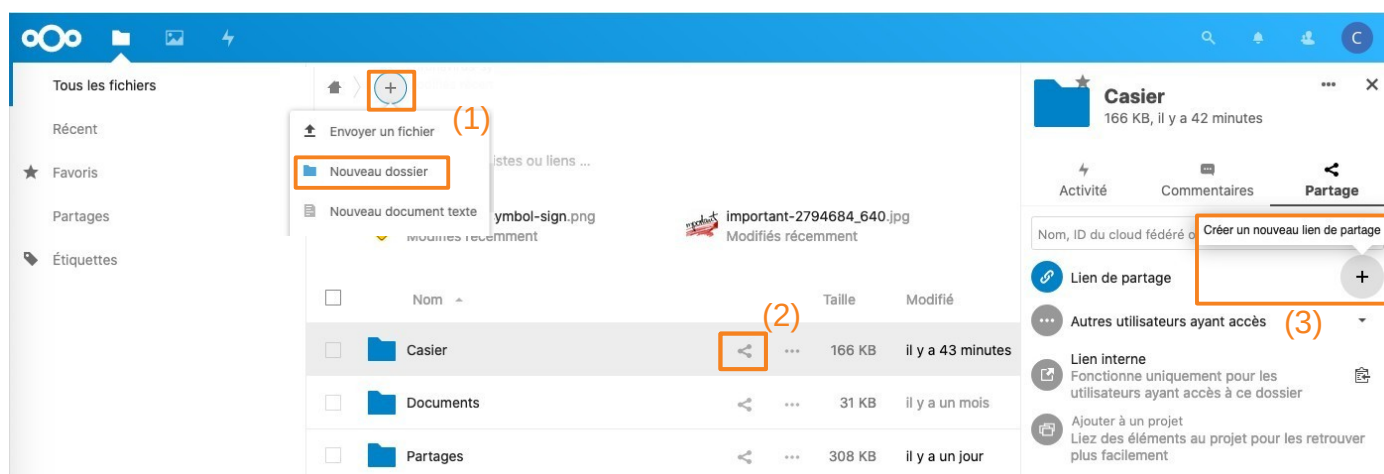 C
Tous les fichiers
Récent
Favoris
Partages
Étiquettes
+
(1)
Envoyer un fichier
Nouveau dossier
Nouveau document texte
istes ou liens ...
ymbol-sign.png
Modifiés récemment
important-2794684_640.jpg
Modifiés récemment
Nom
Taille
Modifié
(2)
Casier
166 KB
il y a 43 minutes
Documents
31 KB
il y a un mois
Partages
308 KB
il y a un jour
Casier
166 KB, il y a 42 minutes
Activité
Commentaires
Partage
Nom, ID du cloud fédéré o
Créer un nouveau lien de partage
Lien de partage
+
(3)
Autres utilisateurs ayant accès
Lien interne
Fonctionne uniquement pour les
utilisateurs ayant accès à ce dossier
Ajouter à un projet
Liez des éléments au projet pour les retrouver
plus facilement